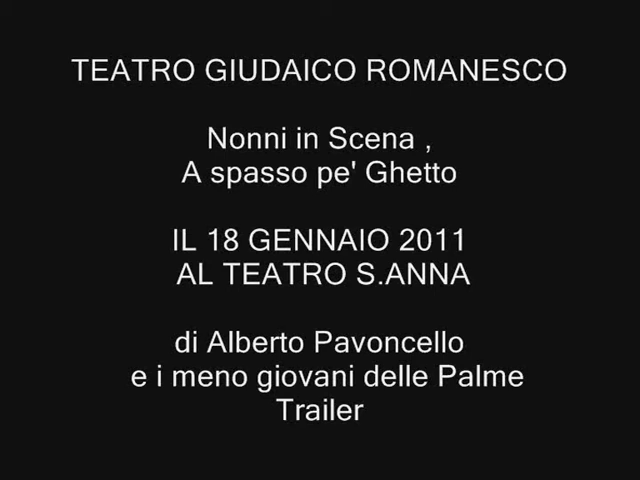 TEATRO GIUDAICO ROMANESCO
Nonni in Scena ,
A spasso pe' Ghetto
IL 18 GENNAIO 2011
AL TEATRO S.ANNA
di Alberto Pavoncello
e i meno giovani delle Palme
Trailer